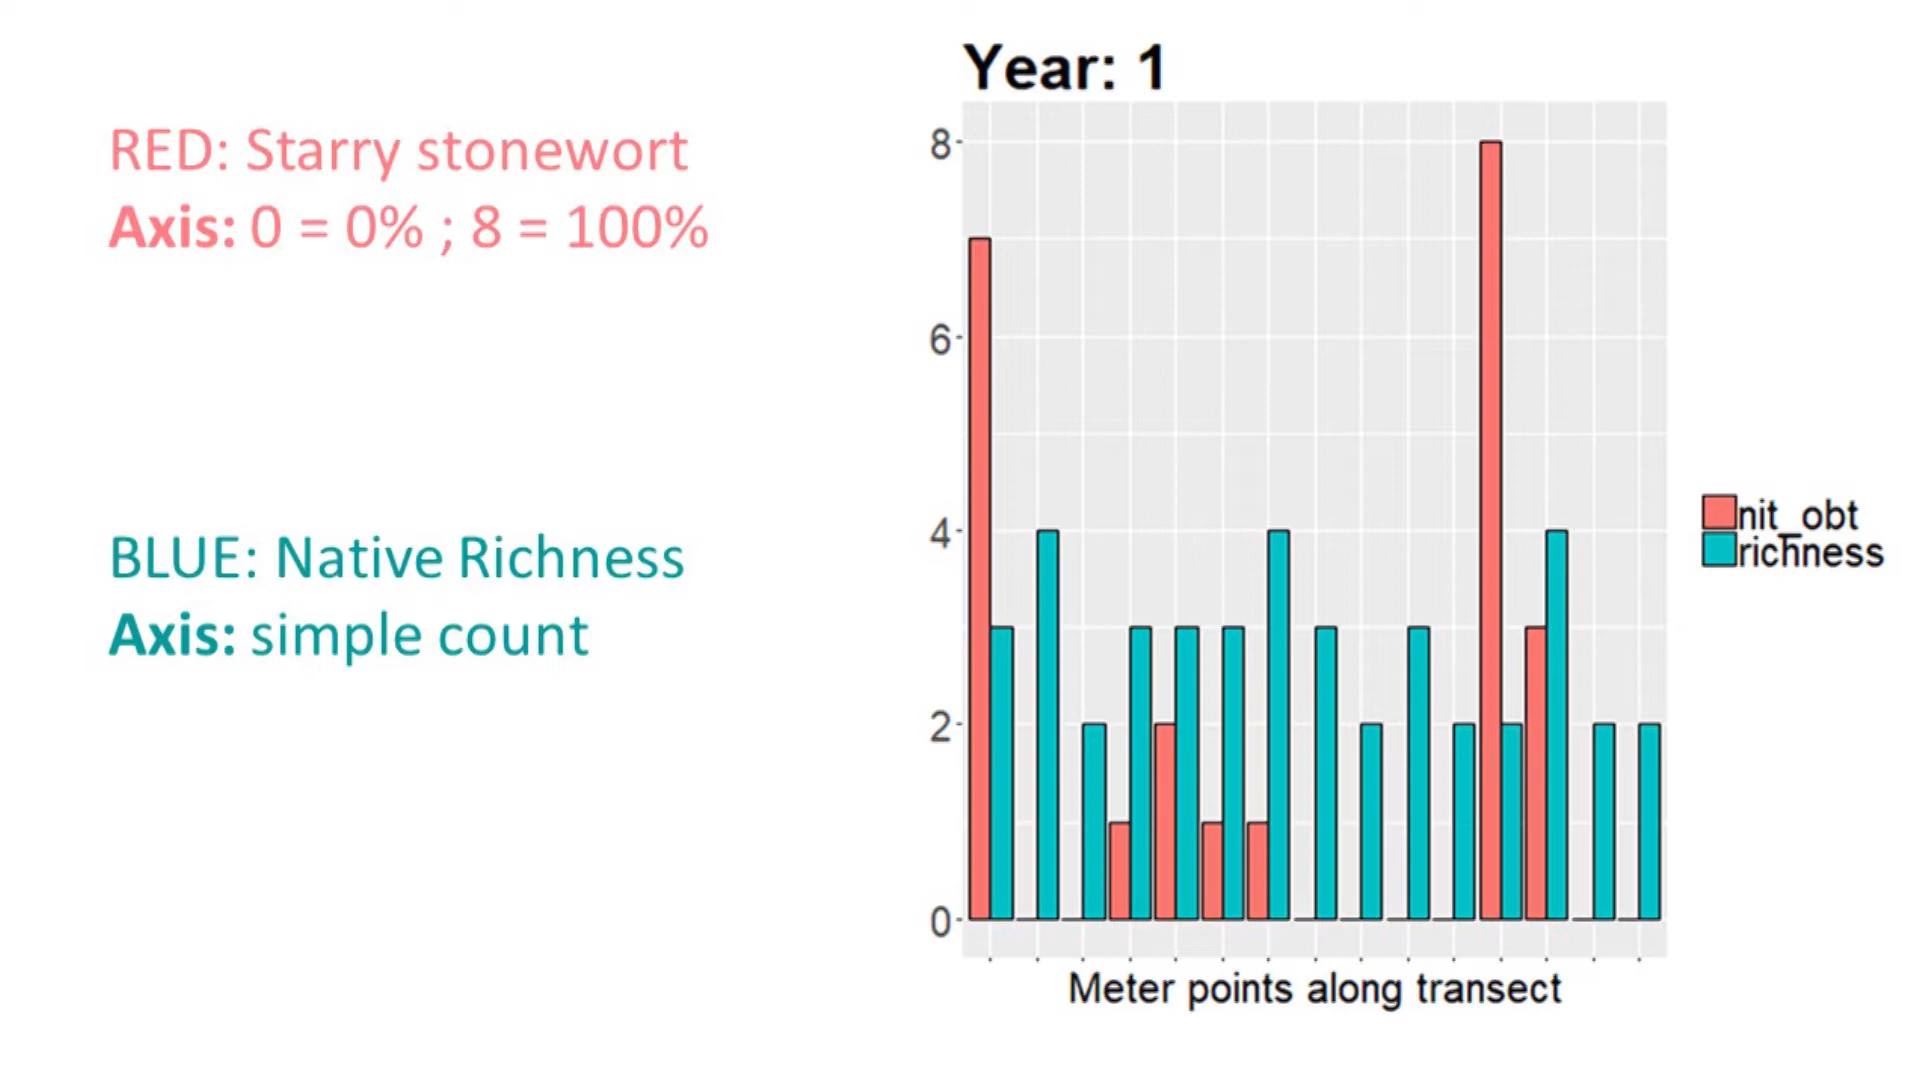 Year: 1
RED: Starry stonewort
Axis: 0 = 0% ; 8 = 100%
BLUE: Native Richness
Axis: simple count
8
6
4
2
0
nit_obt
richness
Meter points along transect